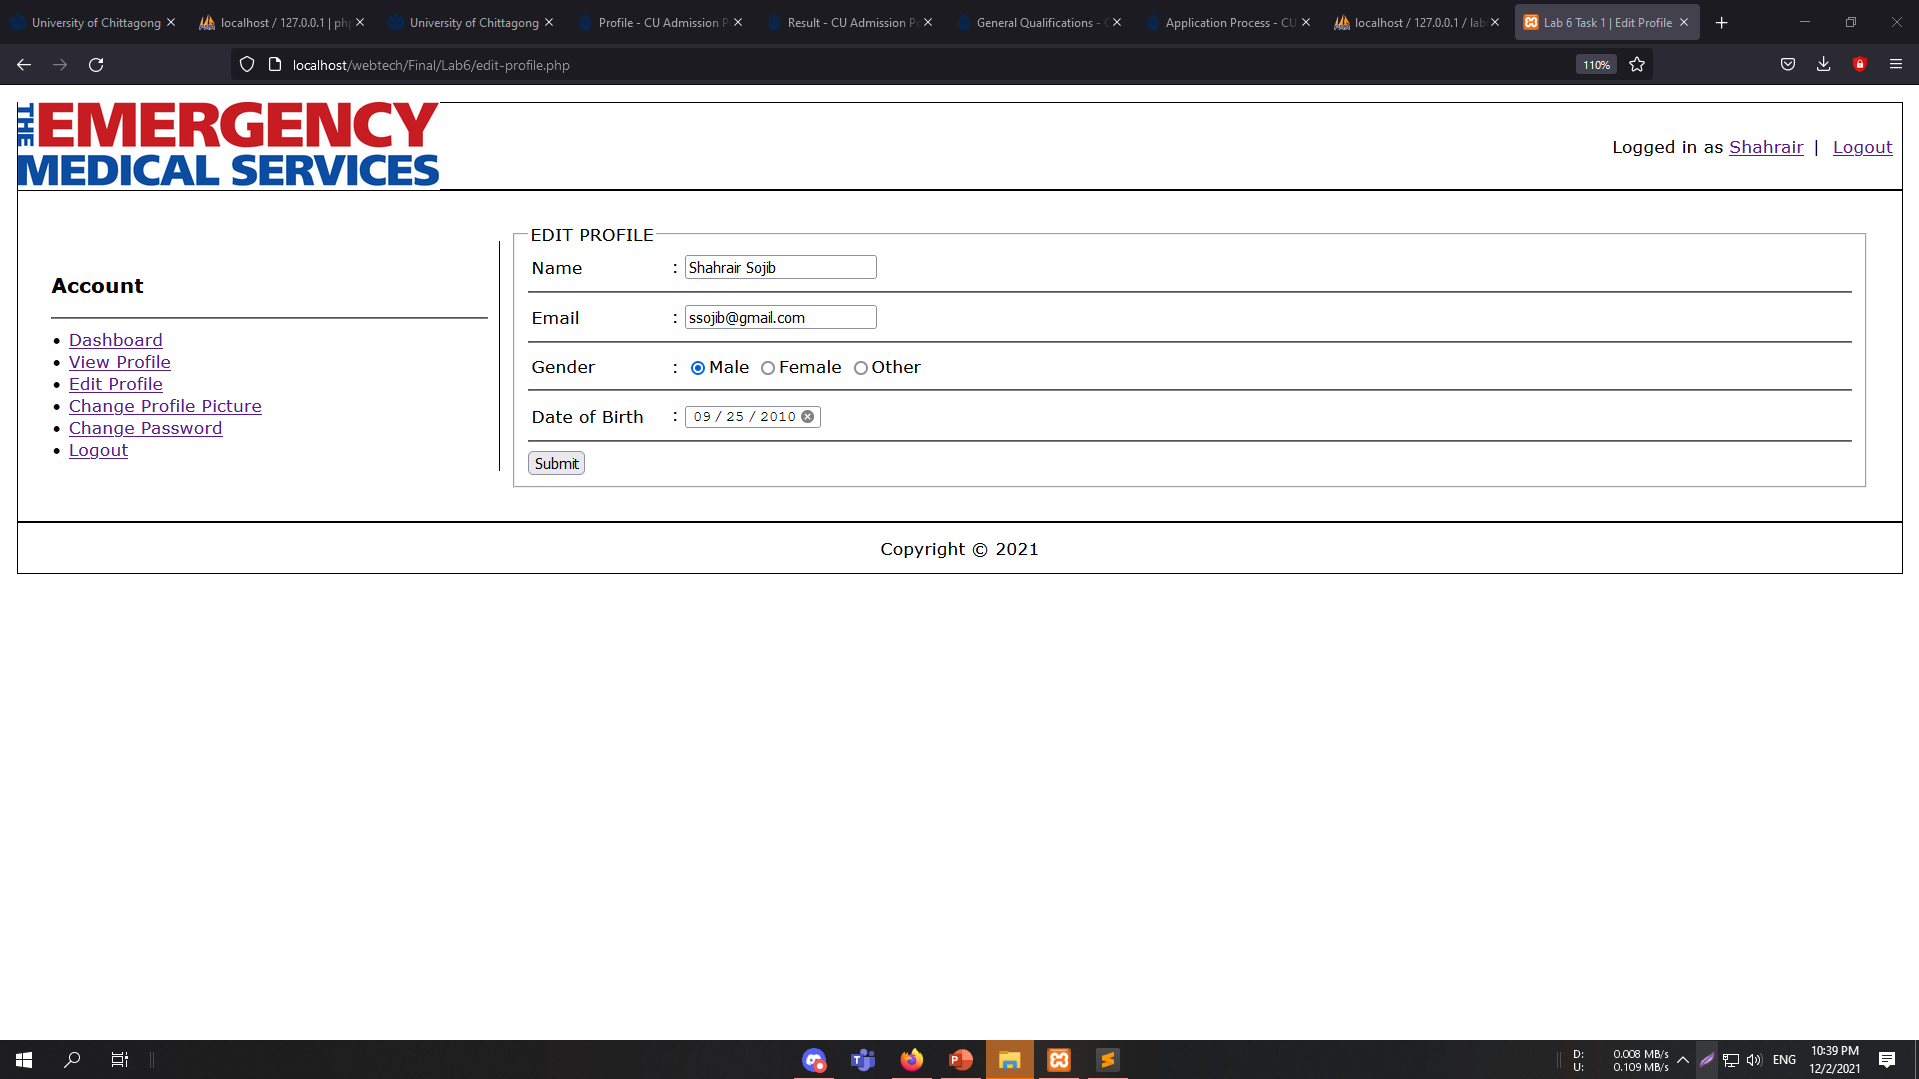 University of Chittagong
localhost / 127.0.0.1 | ph
University of Chittagong
Profile - CU Admission P
Result - CU Admission Po
General Qualifications -
Application Process - CU
localhost / 127.0.0.1 / lab
Lab 6 Task 1 | Edit Profile
localhost/webtech/Final/Lab6/edit-profile.php
110%
THE EMERGENCY
MEDICAL SERVICES
Logged in as Shahrair | Logout
Account
• Dashboard
• View Profile
• Edit Profile
• Change Profile Picture
• Change Password
• Logout
EDIT PROFILE
Name : Shahrair Sojib
Email : ssojib@gmail.com
Gender : Male Female Other
Date of Birth : 09 / 25 / 2010
Submit
Copyright © 2021
D: 0.008 MB/s
U: 0.109 MB/s
ENG
10:39 PM
12/2/2021